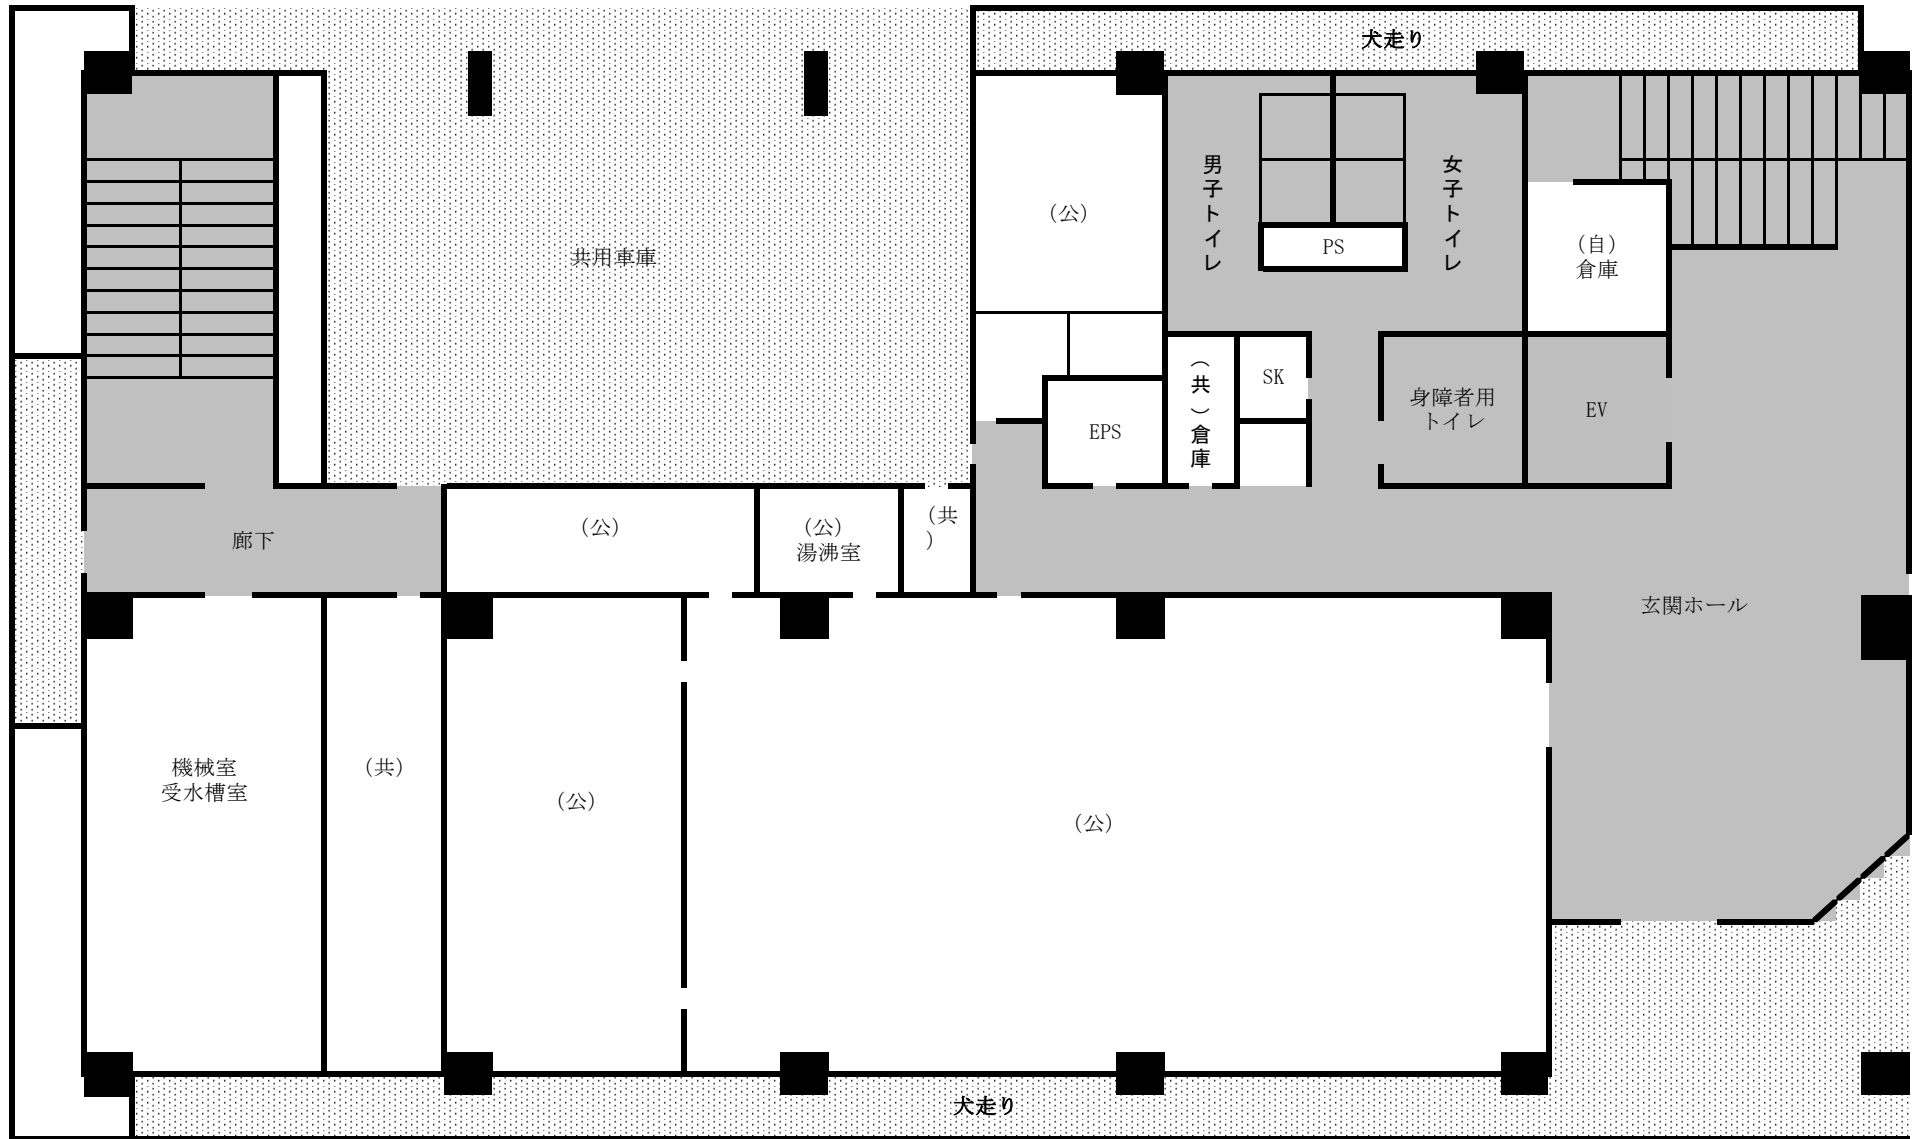 犬走り
男子トイレ
女子トイレ
(公)
PS
(自)
倉庫
共用車庫
(共)倉庫
SK
身障者用
トイレ
EV
EPS
(共
)
(公)
(公)
湯沸室
廊下
玄関ホール
機械室
受水槽室
(共)
(公)
(公)
犬走り